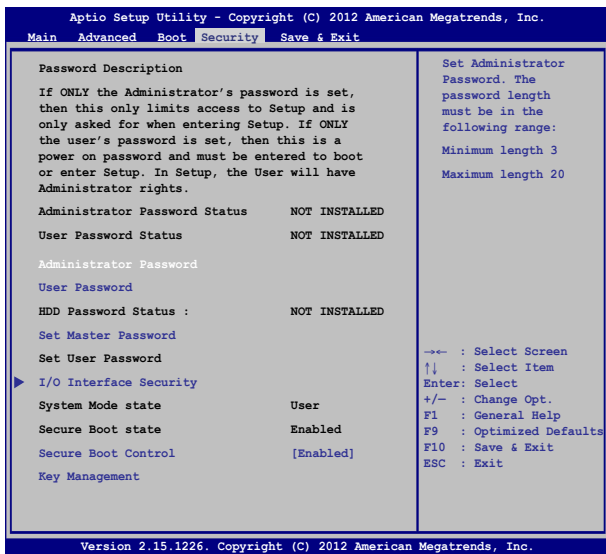 Aptio Setup Utility - Copyright (C) 2012 American Megatrends, Inc.
Main Advanced Boot Security Save & Exit
Password Description
If ONLY the Administrator's password is set,
then this only limits access to Setup and is
only asked for when entering Setup. If ONLY
the user's password is set, then this is a
power on password and must be entered to boot
or enter Setup. In Setup, the User will have
Administrator rights.
Administrator Password Status NOT INSTALLED
User Password Status NOT INSTALLED
Administrator Password
User Password
HDD Password Status : NOT INSTALLED
Set Master Password
Set User Password
I/O Interface Security
System Mode state User
Secure Boot state Enabled
Secure Boot Control [Enabled]
Key Management
Set Administrator
Password. The
password length
must be in the
following range:
Minimum length 3
Maximum length 20
→← : Select Screen
↑↓ : Select Item
Enter: Select
+/— : Change Opt.
F1 : General Help
F9 : Optimized Defaults
F10 : Save & Exit
ESC : Exit
Version 2.15.1226. Copyright (C) 2012 American Megatrends, Inc.